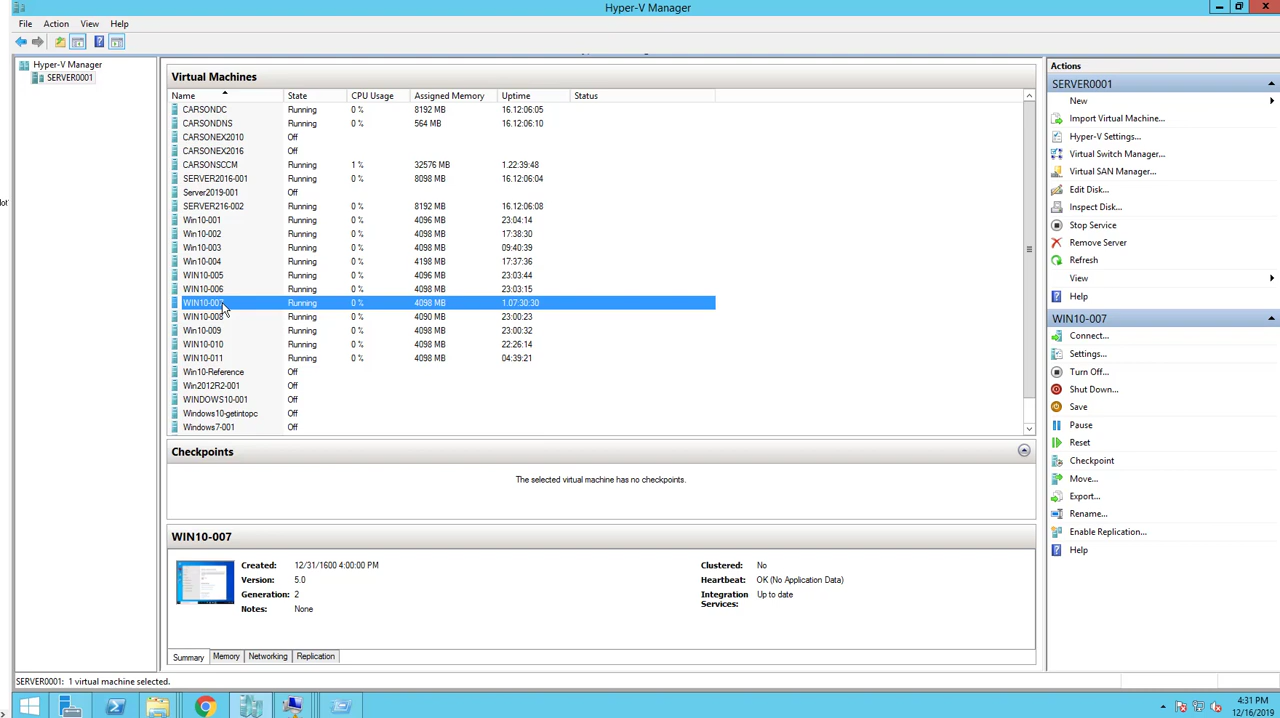 Hyper-V Manager
File Action View Help
Hyper-V Manager
SERVER0001
Virtual Machines
Name State CPU Usage Assigned Memory Uptime Status
CARSONDC Running 0 % 8192 MB 16.12:06:05
CARSONDNS Running 0 % 564 MB 16.12:06:10
CARSONEX2010 Off
CARSONEX2016 Off
CARSONSCCM Running 1 % 32576 MB 1.22:39:48
SERVER2016-001 Running 0 % 8098 MB 16.12:06:04
Server2019-001 Off
SERVER216-002 Running 0 % 8192 MB 16.12:06:08
Win10-001 Running 0 % 4096 MB 23:04:14
Win10-002 Running 0 % 4098 MB 17:38:30
Win10-003 Running 0 % 4098 MB 09:40:39
Win10-004 Running 0 % 4198 MB 17:37:36
WIN10-005 Running 0 % 4096 MB 23:03:44
WIN10-006 Running 0 % 4098 MB 23:03:15
WIN10-007 Running 0 % 4098 MB 1.07:30:30
WIN10-008 Running 0 % 4090 MB 23:00:23
Win10-009 Running 0 % 4098 MB 23:00:32
WIN10-010 Running 0 % 4098 MB 22:26:14
WIN10-011 Running 0 % 4098 MB 04:39:21
Win10-Reference Off
Win2012R2-001 Off
WINDOWS10-001 Off
Windows10-getintopc Off
Windows7-001 Off
Checkpoints
The selected virtual machine has no checkpoints.
WIN10-007
Created: 12/31/1600 4:00:00 PM
Version: 5.0
Generation: 2
Notes: None
Clustered: No
Heartbeat: OK (No Application Data)
Integration Up to date
Services:
Summary Memory Networking Replication
Actions
SERVER0001
New
Import Virtual Machine...
Hyper-V Settings...
Virtual Switch Manager...
Virtual SAN Manager...
Edit Disk...
Inspect Disk...
Stop Service
Remove Server
Refresh
View
Help
WIN10-007
Connect...
Settings...
Turn Off...
Shut Down...
Save
Pause
Reset
Checkpoint
Move...
Export...
Rename...
Enable Replication...
Help
SERVER0001: 1 virtual machine selected.
4:31 PM
12/16/2019